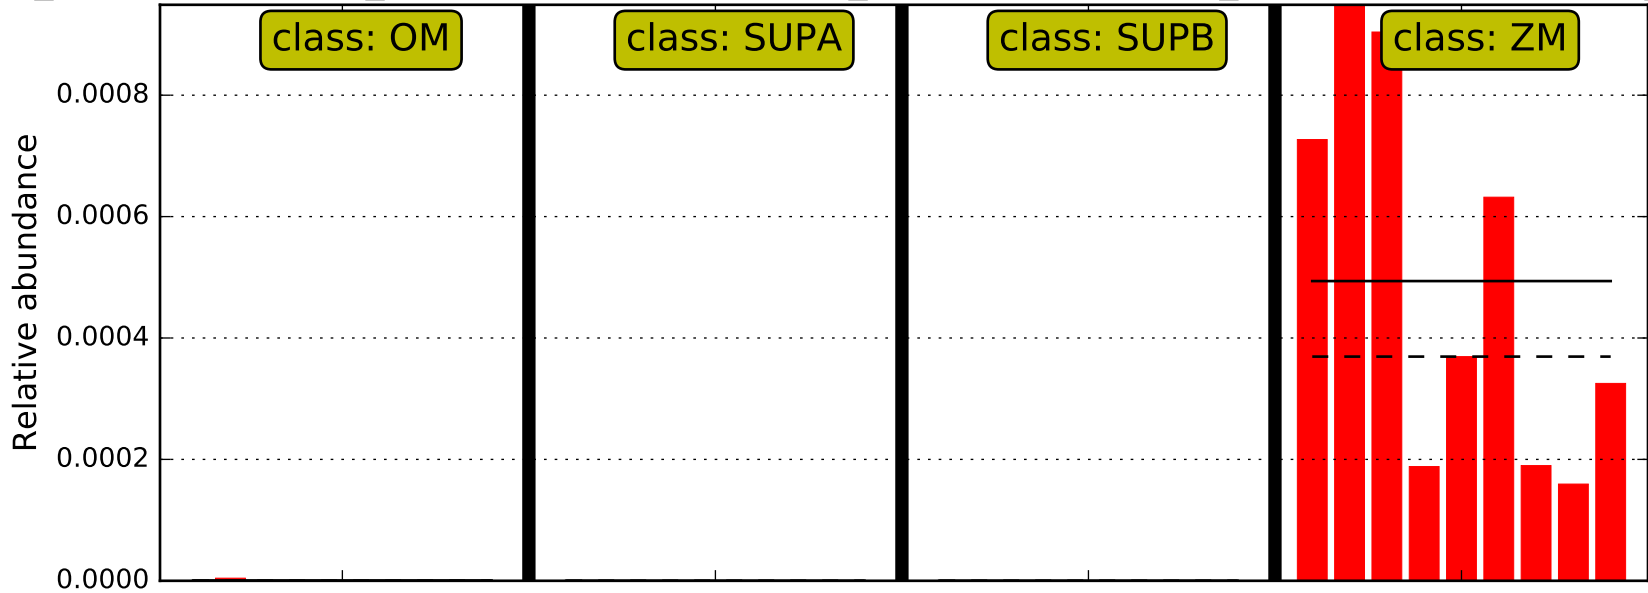 class: OM
class: SUPA
class: SUPB
class: ZM
Relative abundance
0.0008
0.0006
0.0004
0.0002
0.0000